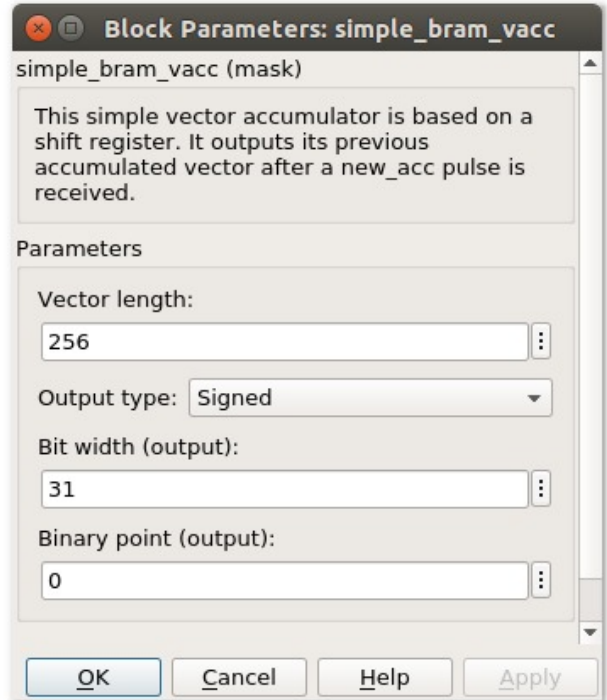 Block Parameters: simple_bram_vacc
simple_bram_vacc (mask)
This simple vector accumulator is based on a
shift register. It outputs its previous
accumulated vector after a new_acc pulse is
received.
Parameters
Vector length:
256
Output type: Signed
Bit width (output):
31
Binary point (output):
0
OK Cancel Help Apply